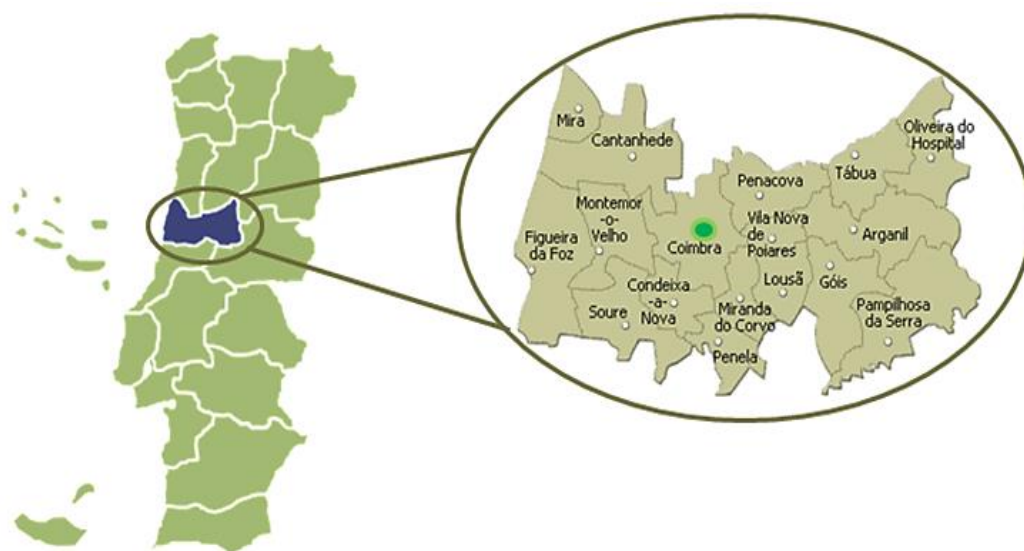 Mira
Cantanhede
Oliveira do
Hospital
Tábua
Penacova
Montemor
-o-
Velho
Figueira
da Foz
Coimbra
Vila Nova
de
Poiares
Arganil
Condeixa
-a-
Nova
Lousã
Góis
Soure
Miranda
do Corvo
Pampilhosa
da Serra
Penela